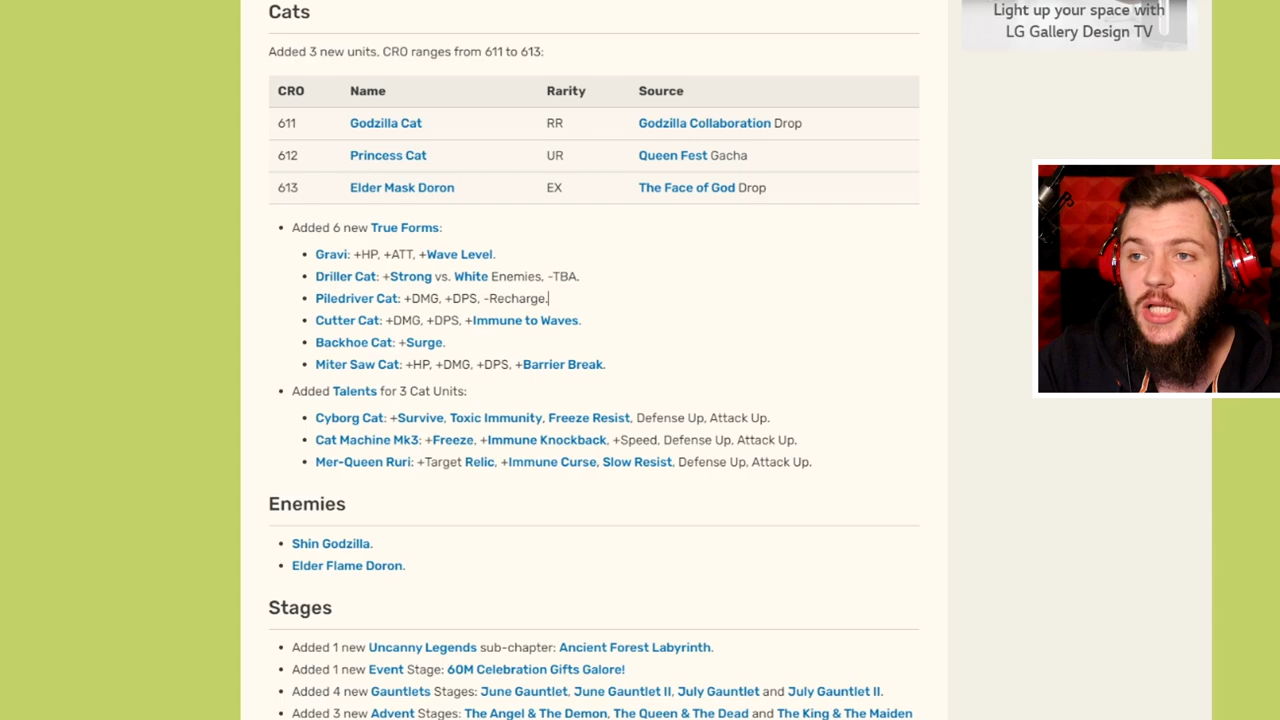 Cats
Added 3 new units, CRO ranges from 611 to 613:
CRO Name Rarity Source
611 Godzilla Cat RR Godzilla Collaboration Drop
612 Princess Cat UR Queen Fest Gacha
613 Elder Mask Doron EX The Face of God Drop
• Added 6 new True Forms:
• Gravi: +HP, +ATT, +Wave Level.
• Driller Cat: +Strong vs. White Enemies, -TBA.
• Piledriver Cat: +DMG, +DPS, -Recharge.
• Cutter Cat: +DMG, +DPS, +Immune to Waves.
• Backhoe Cat: +Surge.
• Miter Saw Cat: +HP, +DMG, +DPS, +Barrier Break.
• Added Talents for 3 Cat Units:
• Cyborg Cat: +Survive, Toxic Immunity, Freeze Resist, Defense Up, Attack Up.
• Cat Machine Mk3: +Freeze, +Immune Knockback, +Speed, Defense Up, Attack Up.
• Mer-Queen Ruri: +Target Relic, +Immune Curse, Slow Resist, Defense Up, Attack Up.
Enemies
• Shin Godzilla.
• Elder Flame Doron.
Stages
• Added 1 new Uncanny Legends sub-chapter: Ancient Forest Labyrinth.
• Added 1 new Event Stage: 60M Celebration Gifts Galore!
• Added 4 new Gauntlets Stages: June Gauntlet, June Gauntlet II, July Gauntlet and July Gauntlet II.
• Added 3 new Advent Stages: The Angel & The Demon, The Queen & The Dead and The King & The Maiden
Light up your space with
LG Gallery Design TV